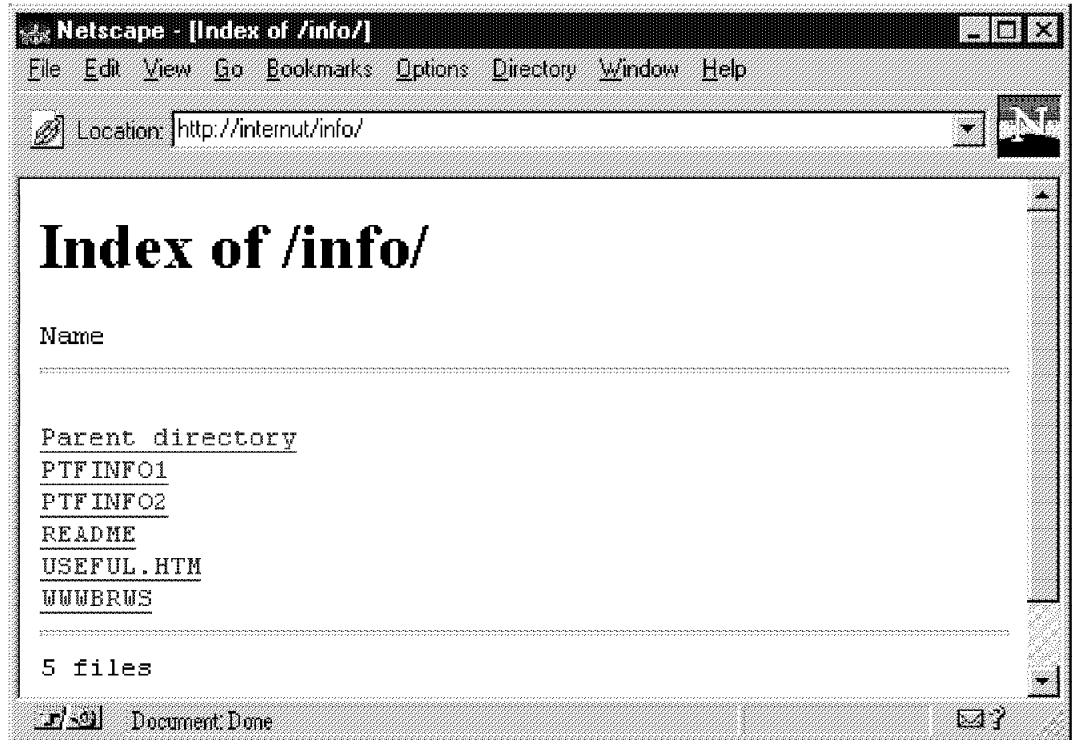 Netscape - [Index of /info/]
File Edit View Go Bookmarks Options Directory Window Help
Location: http://internut/info/
N
Index of /info/
Name
Parent directory
PTFINFO1
PTFINFO2
README
USEFUL.HTM
WWWBRWS
5 files
Document: Done